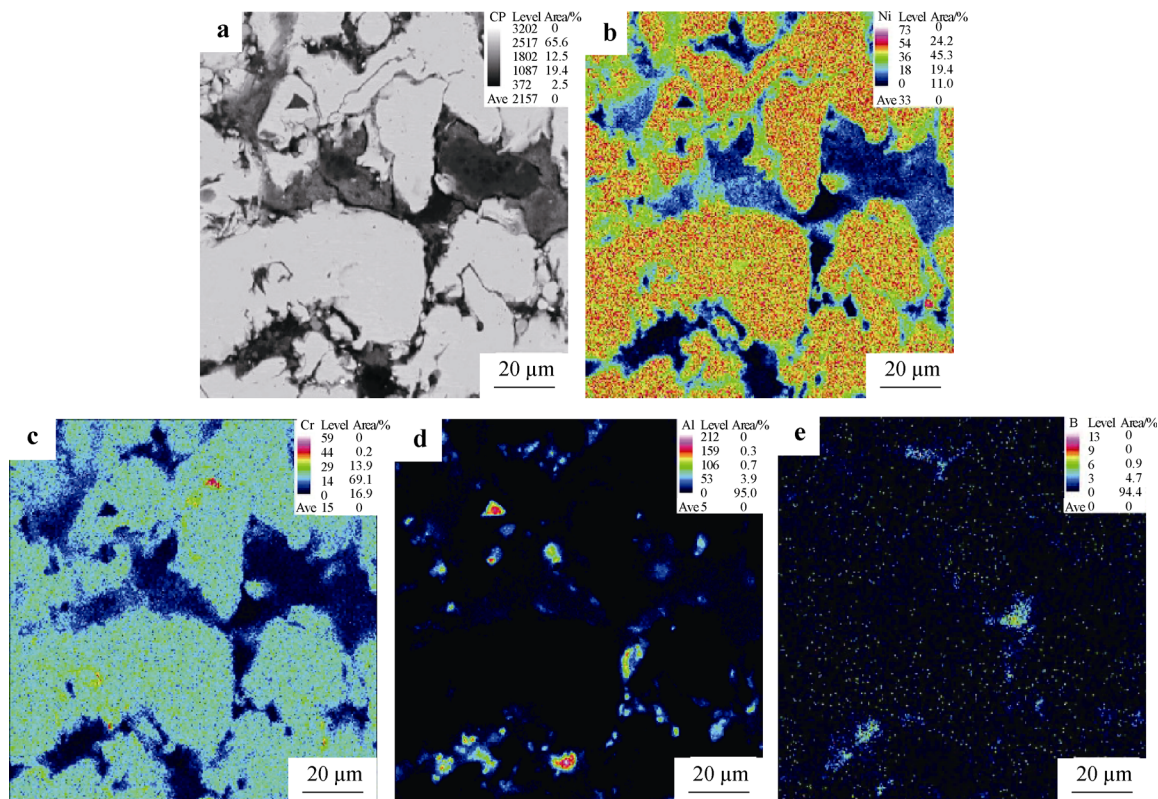 a
CP Level Area/%
3202 0
2517 65.6
1802 12.5
1087 19.4
372 2.5
Ave 2157 0
20 μm
b
Ni Level Area/%
73 0
54 24.2
36 45.3
18 19.4
0 11.0
Ave 33 0
20 μm
c
Cr Level Area/%
59 0
44 0.2
29 13.9
14 69.1
0 16.9
Ave 15 0
20 μm
d
Al Level Area/%
212 0
159 0.3
106 0.7
53 3.9
0 95.0
Ave 5 0
20 μm
e
B Level Area/%
13 0
9 0
6 0.9
3 4.7
0 94.4
Ave 0 0
20 μm